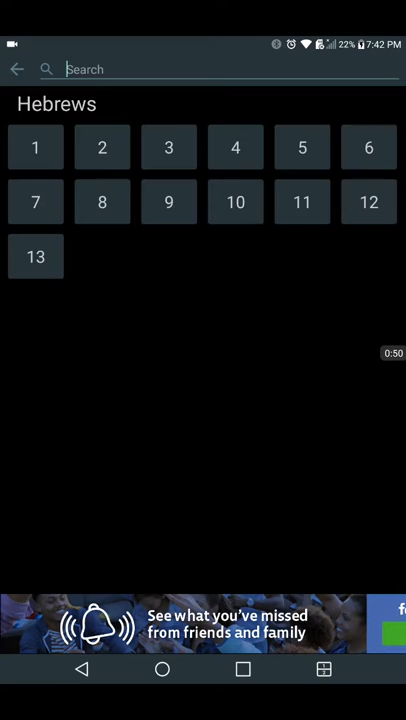 22% 7:42 PM
Search
Hebrews
1 2 3 4 5 6
7 8 9 10 11 12
13
0:50
See what you've missed
from friends and family
f